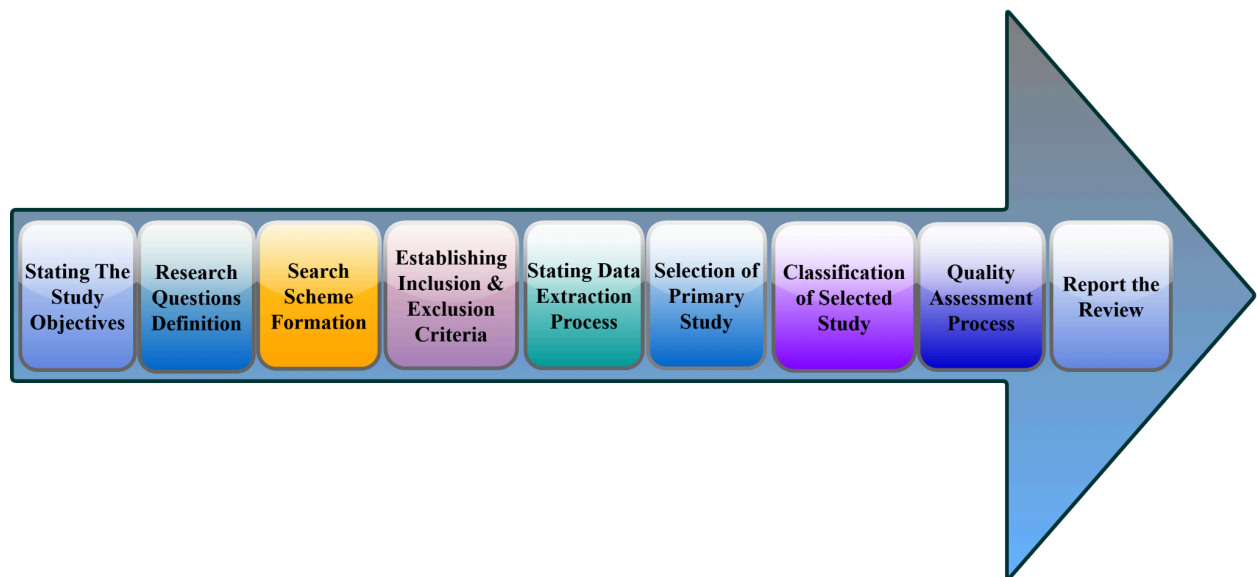 Stating The
Study
Objectives
Research
Questions
Definition
Search
Scheme
Formation
Establishing
Inclusion &
Exclusion
Criteria
Stating Data
Extraction
Process
Selection of
Primary
Study
Classification
of Selected
Study
Quality
Assessment
Process
Report the
Review